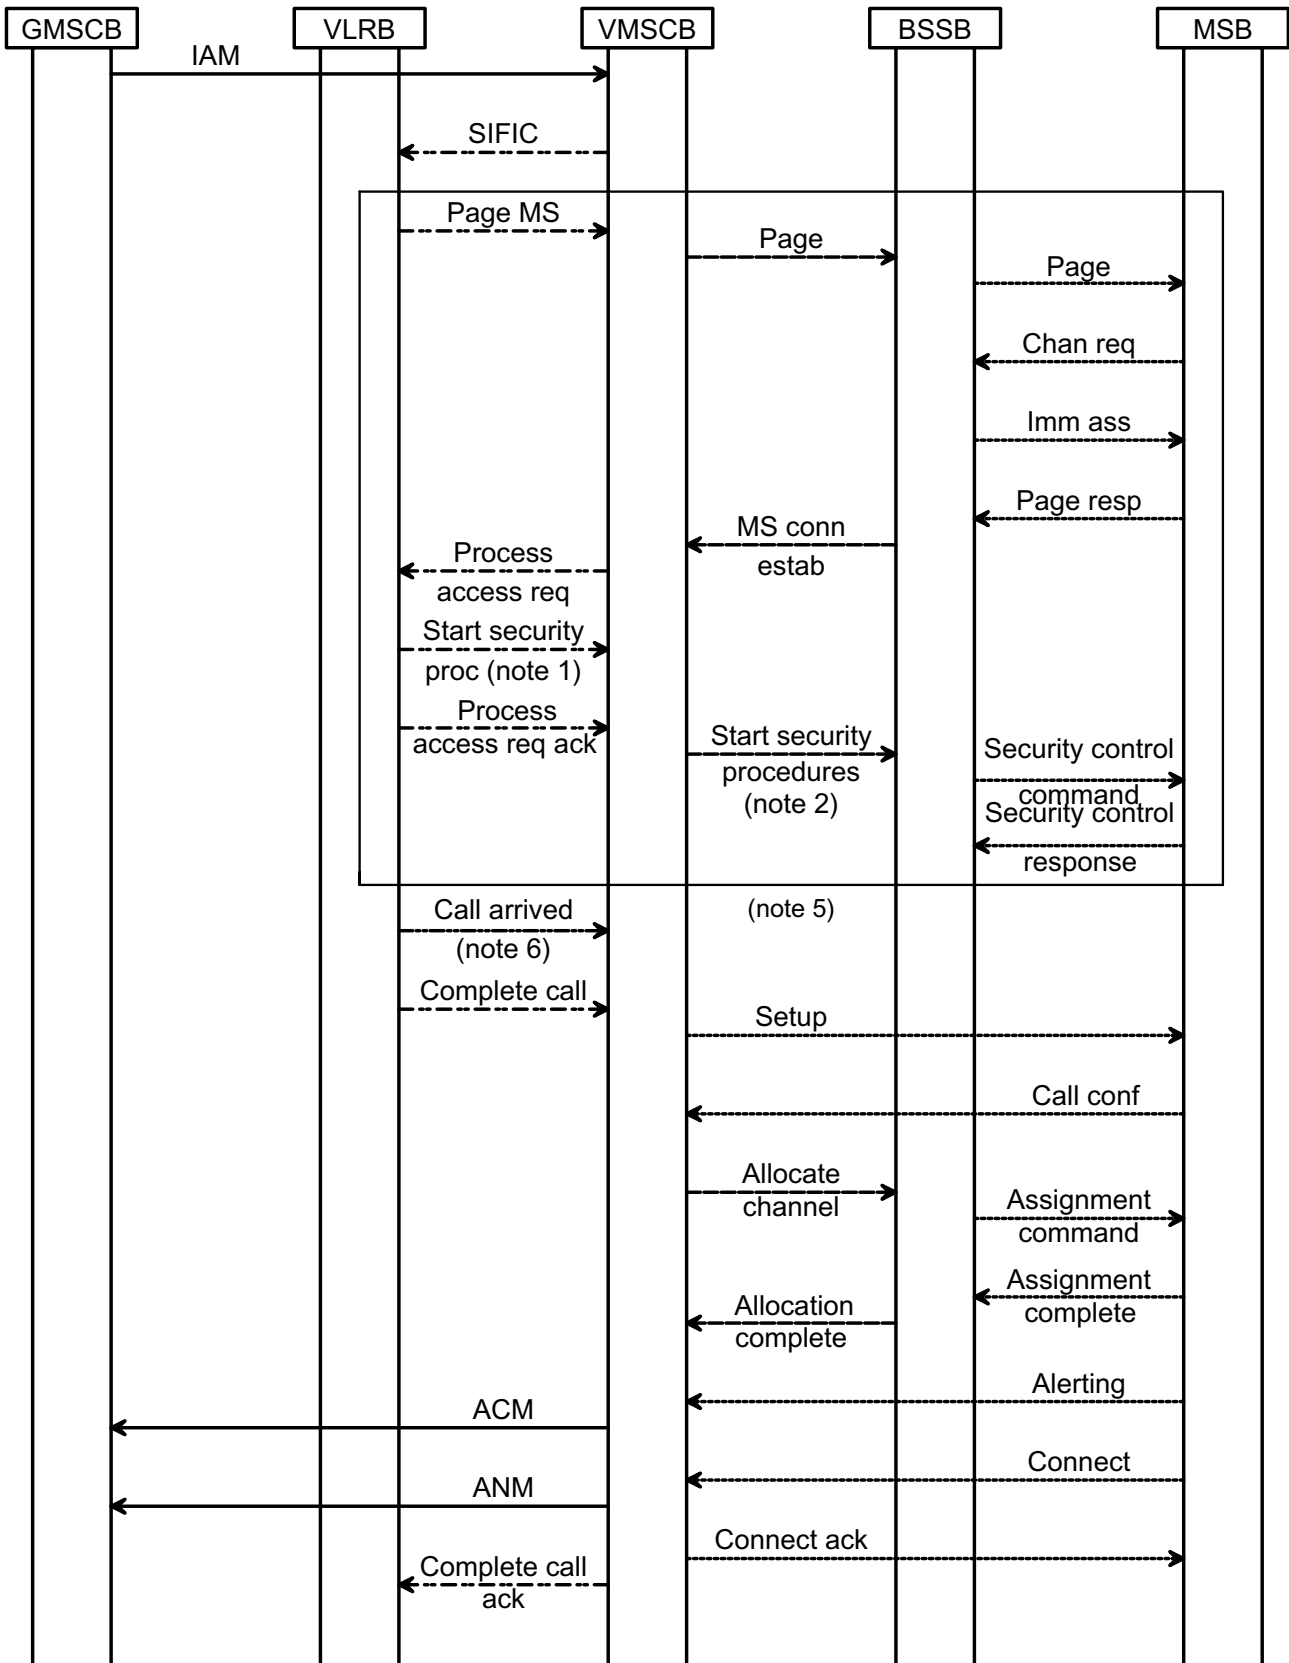 GMSCB
VLRB
VMSCB
BSSB
MSB
IAM
SIFIC
Page MS
Page
Page
Chan req
Imm ass
Page resp
MS conn
estab
Process
access req
Start security
proc (note 1)
Process
access req ack
Start security
procedures
(note 2)
Security control
command
Security control
response
Call arrived
(note 6)
(note 5)
Complete call
Setup
Call conf
Allocate
channel
Assignment
command
Assignment
complete
Allocation
complete
Alerting
ACM
Connect
ANM
Connect ack
Complete call
ack